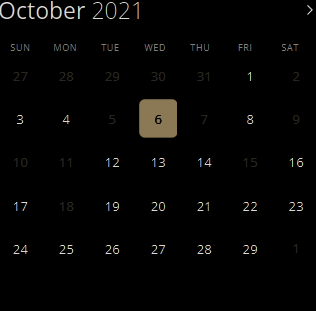 October 2021
SUN MON TUE WED THU FRI SAT
27 28 29 30 31 1 2
3 4 5 6 7 8 9
10 11 12 13 14 15 16
17 18 19 20 21 22 23
24 25 26 27 28 29 1